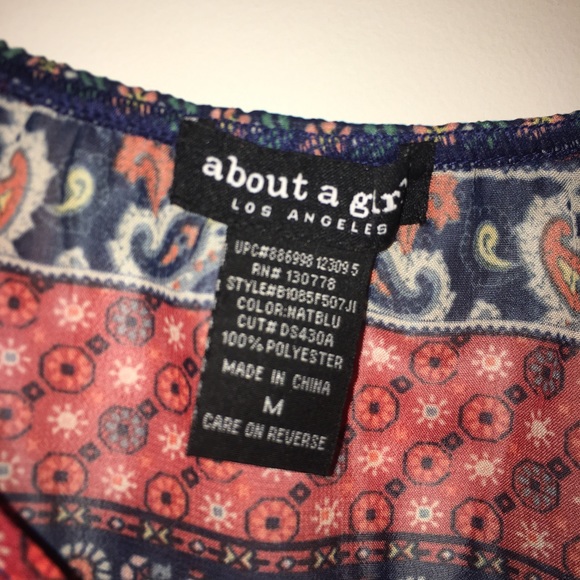 about a girl
LOS ANGELES
UPC#886998 12309 5
RN# 130778
STYLE#B1085F507JI
COLOR:NATBLU
CUT# DS430A
100% POLYESTER
MADE IN CHINA
M
CARE ON REVERSE